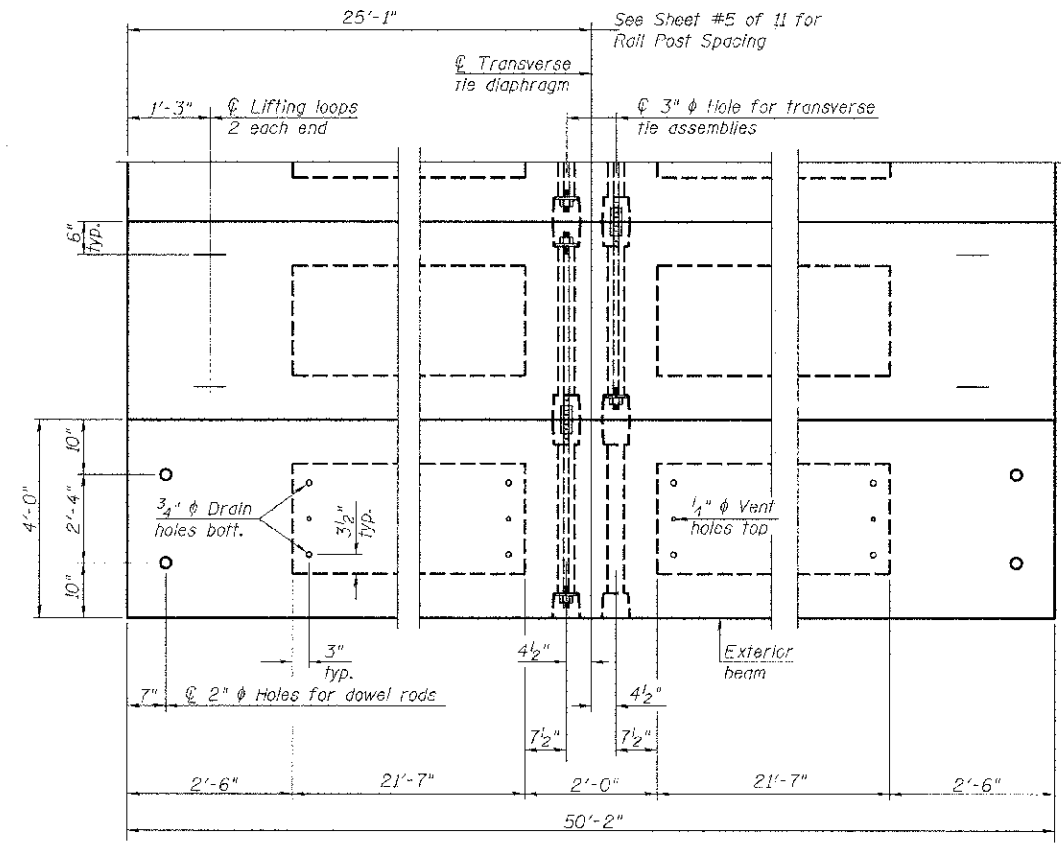 25'-1"
See Sheet #5 of 11 for
Rail Post Spacing
℄ Transverse
tie diaphragm
1'-3"
℄ Lifting loops
2 each end
℄ 3" ϕ Hole for transverse
tie assemblies
6"
typ.
4'-0"
10"
2'-4"
10"
3/4" ϕ Drain
holes bott.
3 1/2"
typ.
1/4" ϕ Vent
holes top
3"
typ.
4 1/2"
Exterior
beam
7"
℄ 2" ϕ Holes for dowel rods
4 1/2"
7 1/2"
7 1/2"
2'-6"
21'-7"
2'-0"
21'-7"
2'-6"
50'-2"